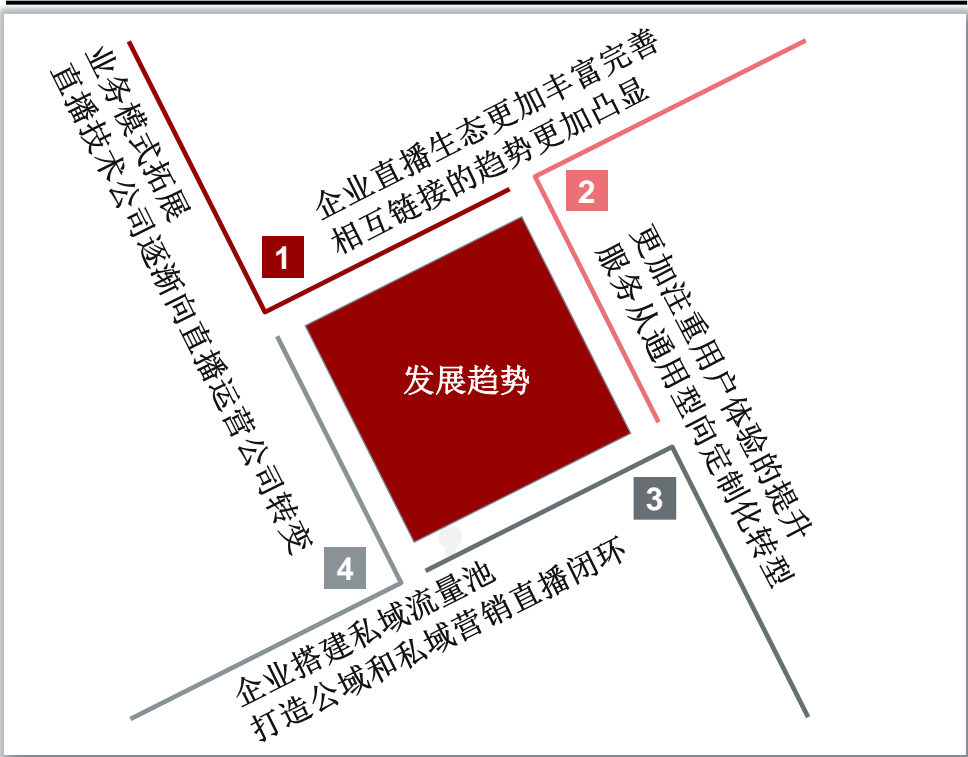 业务模式拓展
直播技术公司逐渐向直播运营公司转变
1
企业直播生态更加丰富完善
相互链接的趋势更加凸显
2
更加注重用户体验的提升
服务从通用型向定制化转型
发展趋势
3
企业搭建私域流量池
打造公域和私域营销直播闭环
4